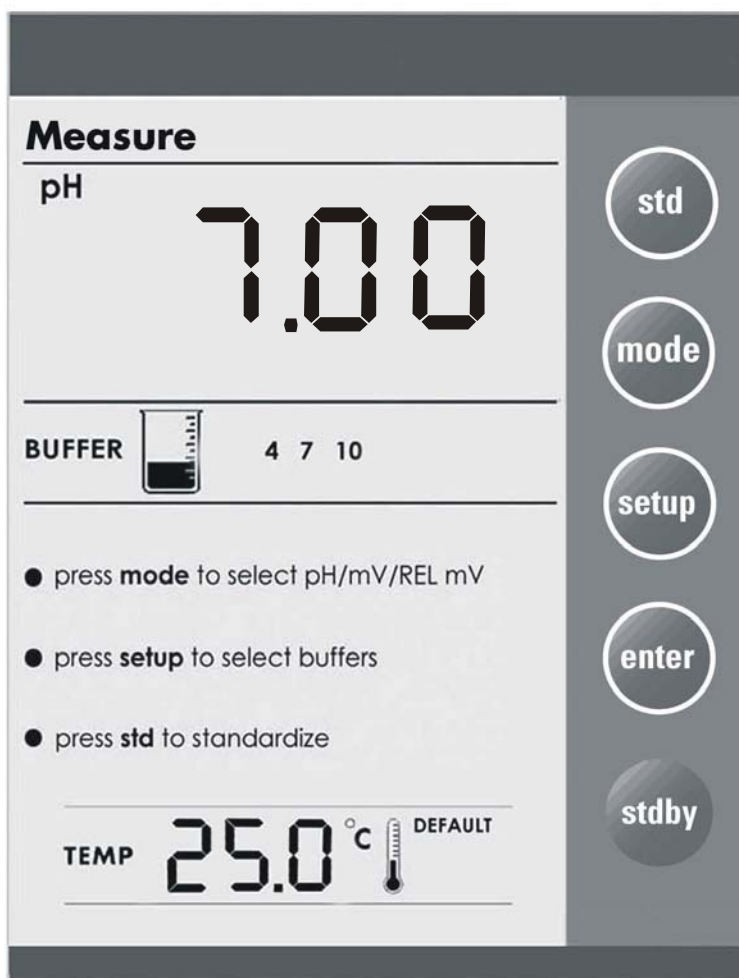 Measure
pH
7.00
BUFFER 4 7 10
● press mode to select pH/mV/REL mV
● press setup to select buffers
● press std to standardize
TEMP 25.0 °C DEFAULT
std
mode
setup
enter
stdby